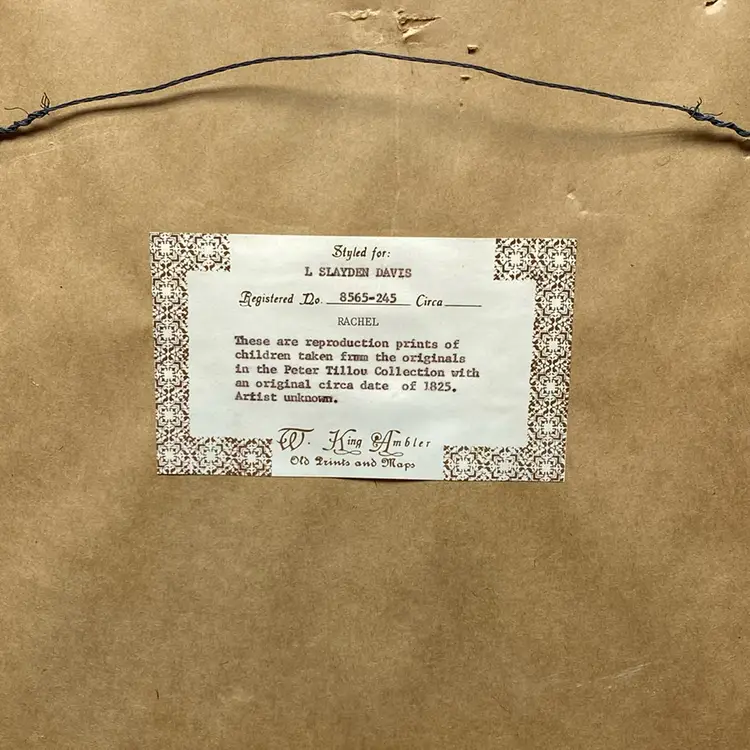 Styled for:
L SLAYDEN DAVIS
Registered No. 8565-245 Circa
RACHEL
These are reproduction prints of
children taken frmm the originals
in the Peter Tillou Collection with
an original circa date of 1825.
Artist unknown.
W. King Ambler
Old Prints and Maps